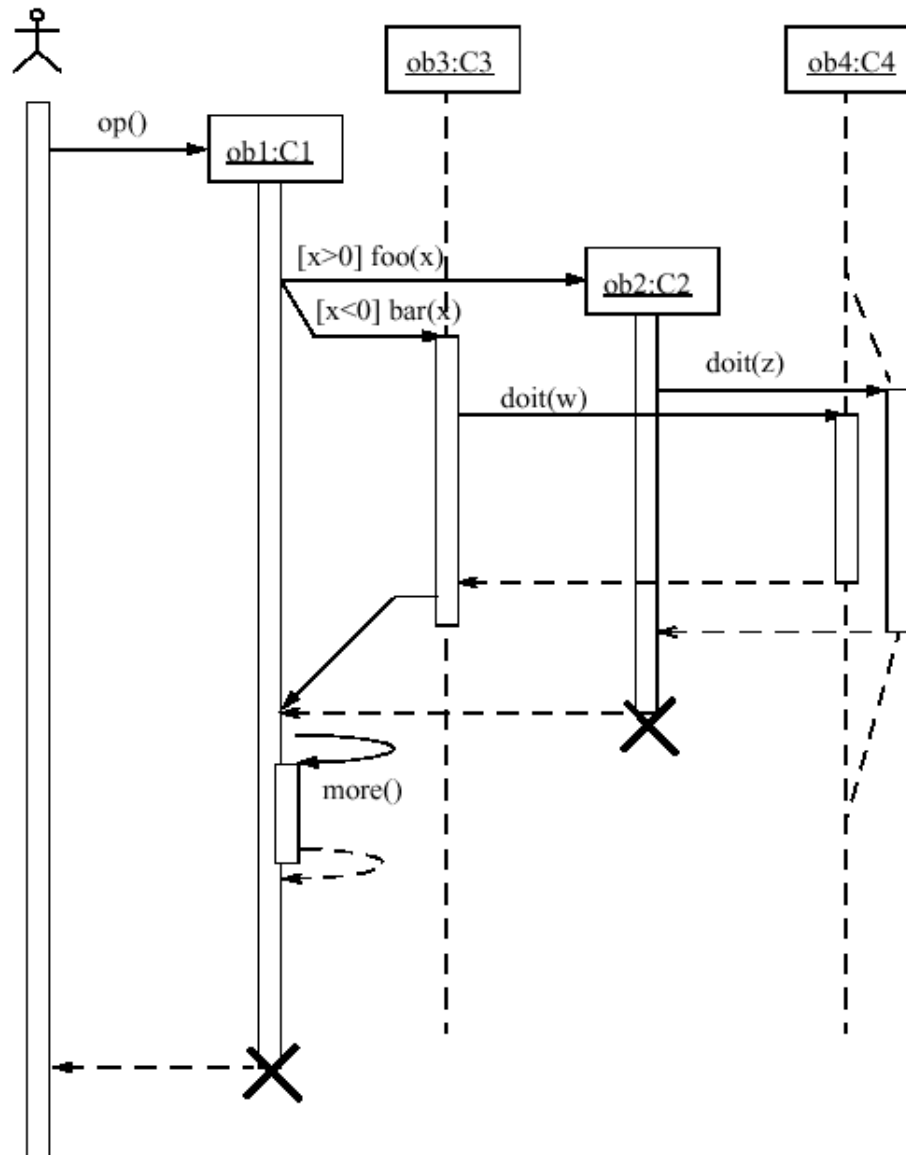 ob3:C3
ob4:C4
op()
ob1:C1
[x>0] foo(x)
ob2:C2
[x<0] bar(x)
doit(z)
doit(w)
more()